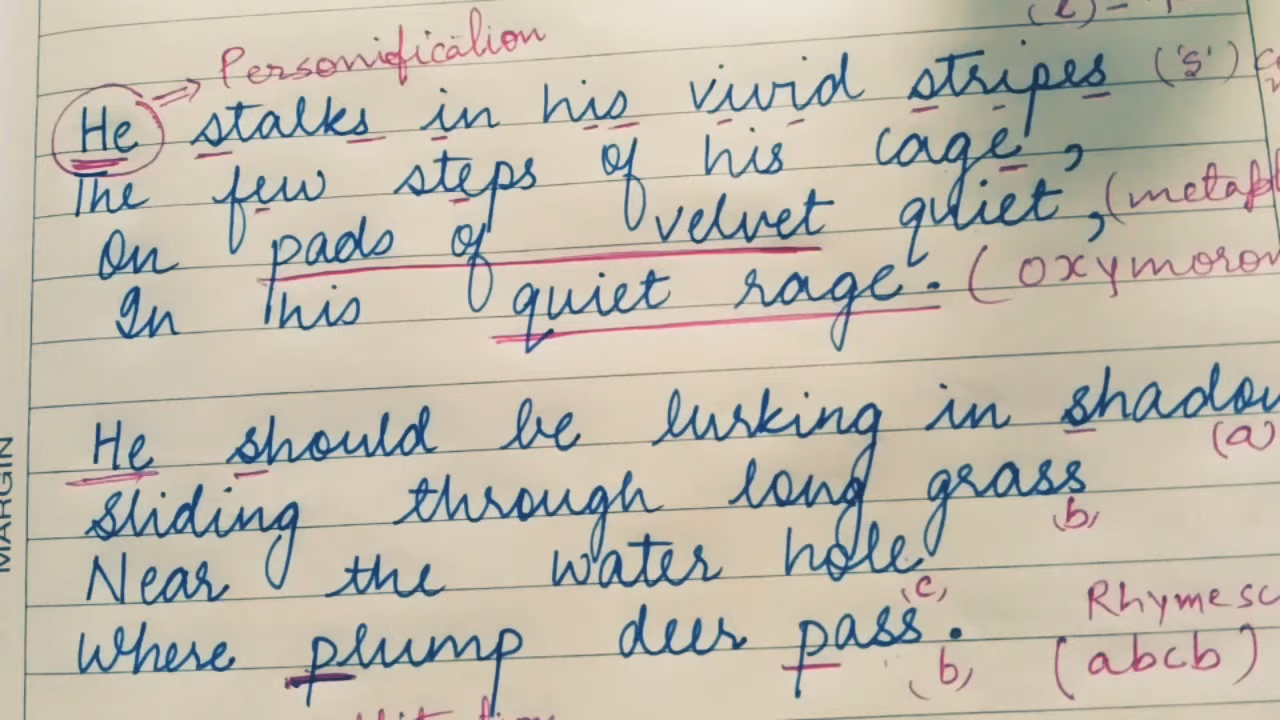 (l) -
Personification
He stalks in his vivid stripes ('s')
The few steps of his cage,
On pads of velvet quiet, (metaph
In his quiet rage. (oxymoron
He should be lurking in shadow
(a)
Sliding through long grass
(b)
Near the water hole
(c)
Where plump deer pass.
(b)
Rhymesc
(abcb)
MARGIN